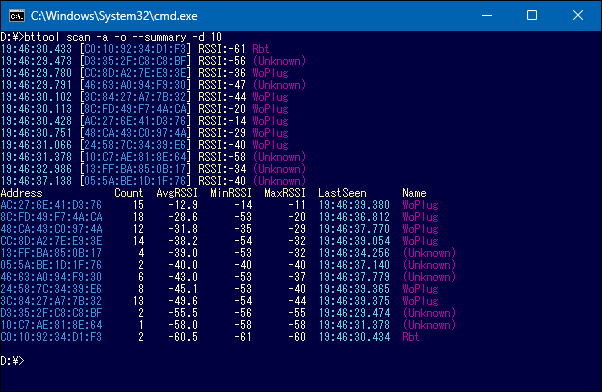 C:\Windows\System32\cmd.exe
D:¥>bttool scan -a -o --summary -d 10
19:46:30.433 [C0:10:92:34:D1:F3] RSSI:-61 Rbt
19:46:29.473 [D3:35:2F:C8:C8:BF] RSSI:-56 (Unknown)
19:46:29.780 [CC:8D:A2:7E:E9:3E] RSSI:-36 WoPlug
19:46:29.791 [46:63:A0:94:F9:30] RSSI:-47 (Unknown)
19:46:30.102 [3C:84:27:A7:7B:32] RSSI:-44 WoPlug
19:46:30.113 [8C:FD:49:F7:4A:CA] RSSI:-20 WoPlug
19:46:30.428 [AC:27:6E:41:D3:76] RSSI:-14 WoPlug
19:46:30.751 [48:CA:43:C0:97:4A] RSSI:-29 WoPlug
19:46:31.066 [24:58:7C:34:39:E6] RSSI:-40 WoPlug
19:46:31.378 [10:C7:AE:81:8E:64] RSSI:-58 (Unknown)
19:46:32.986 [13:FF:BA:85:0B:17] RSSI:-34 (Unknown)
19:46:37.138 [05:5A:BE:1D:1F:76] RSSI:-40 (Unknown)
Address Count AvgRSSI MinRSSI MaxRSSI LastSeen Name
AC:27:6E:41:D3:76 15 -12.9 -14 -11 19:46:39.380 WoPlug
8C:FD:49:F7:4A:CA 18 -28.6 -53 -20 19:46:36.812 WoPlug
48:CA:43:C0:97:4A 12 -31.8 -35 -29 19:46:37.770 WoPlug
CC:8D:A2:7E:E9:3E 14 -38.2 -54 -32 19:46:39.054 WoPlug
13:FF:BA:85:0B:17 4 -39.0 -53 -32 19:46:34.256 (Unknown)
05:5A:BE:1D:1F:76 2 -40.0 -40 -40 19:46:37.140 (Unknown)
46:63:A0:94:F9:30 6 -43.0 -53 -37 19:46:37.779 (Unknown)
24:58:7C:34:39:E6 8 -45.1 -53 -40 19:46:39.365 WoPlug
3C:84:27:A7:7B:32 13 -49.6 -54 -44 19:46:39.375 WoPlug
D3:35:2F:C8:C8:BF 2 -55.5 -56 -55 19:46:29.474 (Unknown)
10:C7:AE:81:8E:64 1 -58.0 -58 -58 19:46:31.378 (Unknown)
C0:10:92:34:D1:F3 2 -60.5 -61 -60 19:46:30.434 Rbt
D:¥>